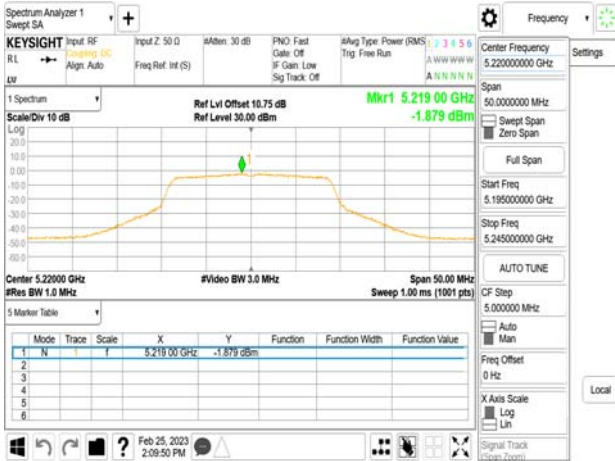 Spectrum Analyzer 1
Swept SA
+
Frequency
KEYSIGHT
RL
Input: RF
Coupling: DC
Align: Auto
Input Z: 50 Ω
Freq Ref: Int (S)
#Atten: 30 dB
PNO: Fast
Gate: Off
IF Gain: Low
Sig Track: Off
#Avg Type: Power (RMS
Trig: Free Run
1 2 3 4 5 6
A W W W W W
A N N N N N
1 Spectrum
Scale/Div 10 dB
Ref Lvl Offset 10.75 dB
Ref Level 30.00 dBm
Mkr1 5.219 00 GHz
-1.879 dBm
Log
20.0
10.0
0.00
-10.0
-20.0
-30.0
-40.0
-50.0
-60.0
1
Center 5.22000 GHz
#Res BW 1.0 MHz
#Video BW 3.0 MHz
Span 50.00 MHz
Sweep 1.00 ms (1001 pts)
5 Marker Table
Mode Trace Scale X Y Function Function Width Function Value
1 N 1 f 5.219 00 GHz -1.879 dBm
2
3
4
5
6
Feb 25, 2023
2:09:50 PM
?
Center Frequency
5.220000000 GHz
Span
50.0000000 MHz
Swept Span
Zero Span
Full Span
Start Freq
5.195000000 GHz
Stop Freq
5.245000000 GHz
AUTO TUNE
CF Step
5.000000 MHz
Auto
Man
Freq Offset
0 Hz
X Axis Scale
Log
Lin
Signal Track
(Span Zoom)
Settings
Local